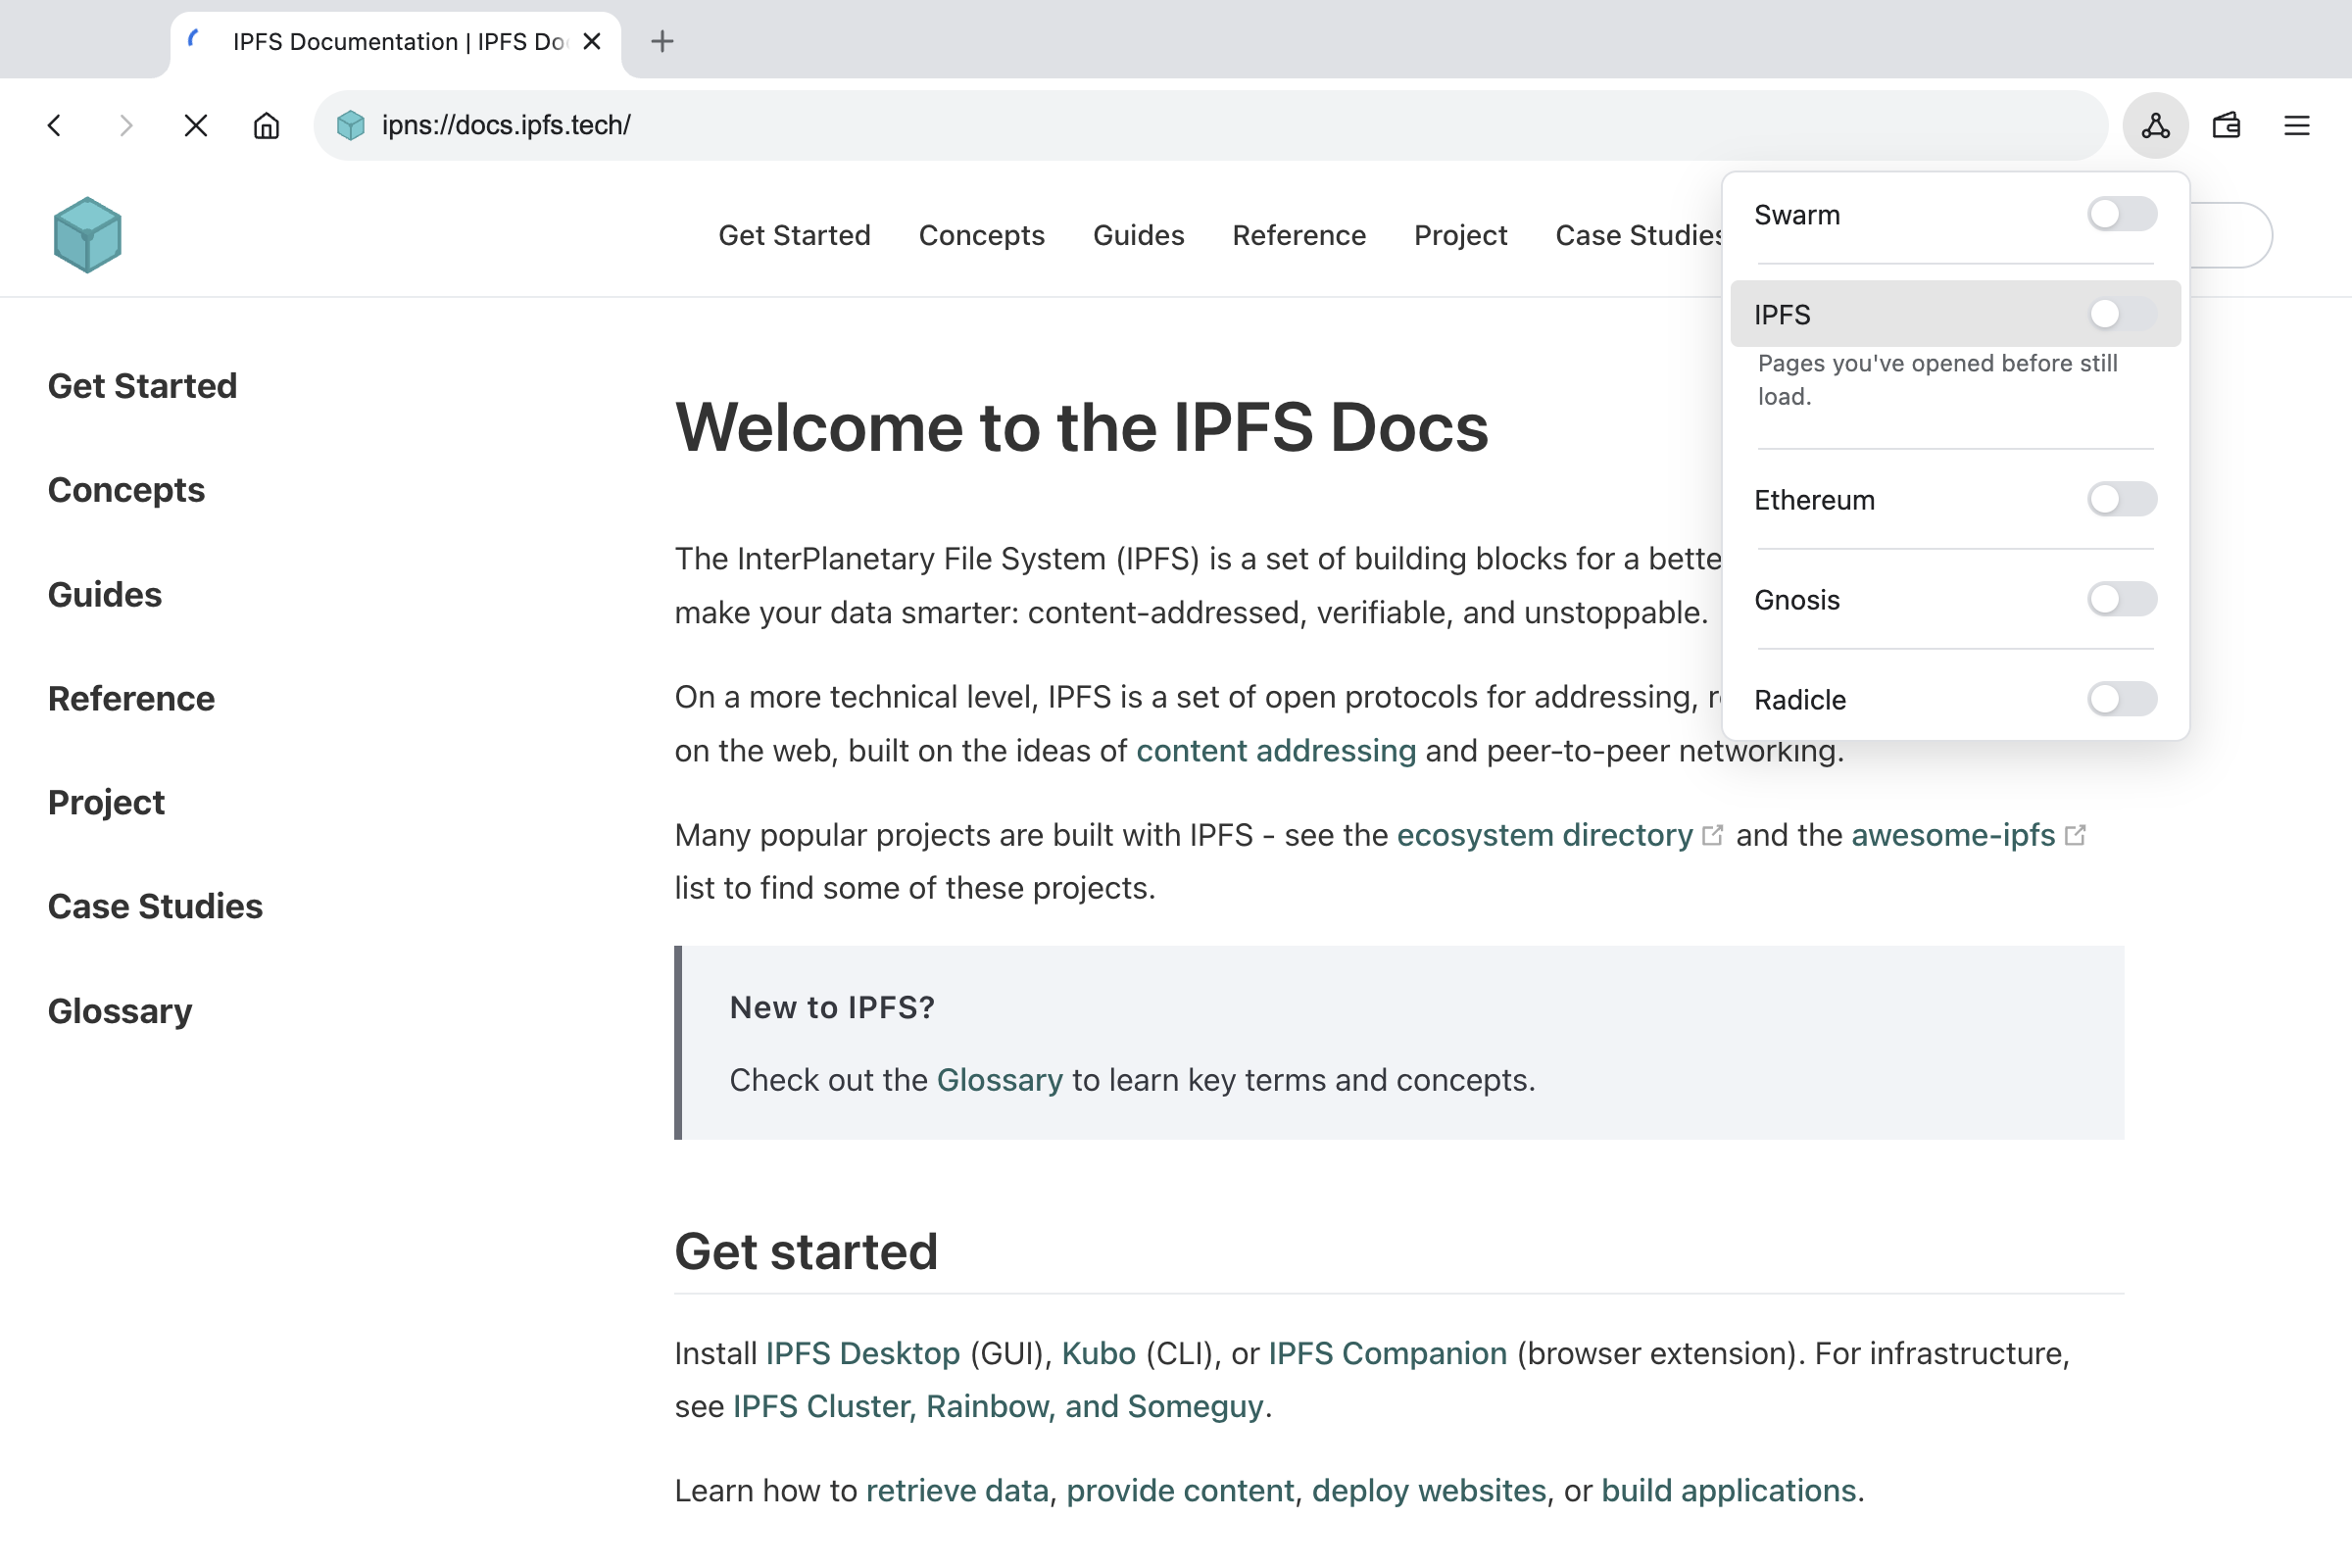 IPFS Documentation | IPFS Do
ipns://docs.ipfs.tech/
Get Started Concepts Guides Reference Project Case Studies
Swarm
IPFS
Pages you've opened before still
load.
Ethereum
Gnosis
Radicle
Get Started
Concepts
Guides
Reference
Project
Case Studies
Glossary
Welcome to the IPFS Docs
The InterPlanetary File System (IPFS) is a set of building blocks for a bette
make your data smarter: content-addressed, verifiable, and unstoppable.
On a more technical level, IPFS is a set of open protocols for addressing,
on the web, built on the ideas of content addressing and peer-to-peer networking.
Many popular projects are built with IPFS - see the ecosystem directory and the awesome-ipfs
list to find some of these projects.
New to IPFS?
Check out the Glossary to learn key terms and concepts.
Get started
Install IPFS Desktop (GUI), Kubo (CLI), or IPFS Companion (browser extension). For infrastructure,
see IPFS Cluster, Rainbow, and Someguy.
Learn how to retrieve data, provide content, deploy websites, or build applications.